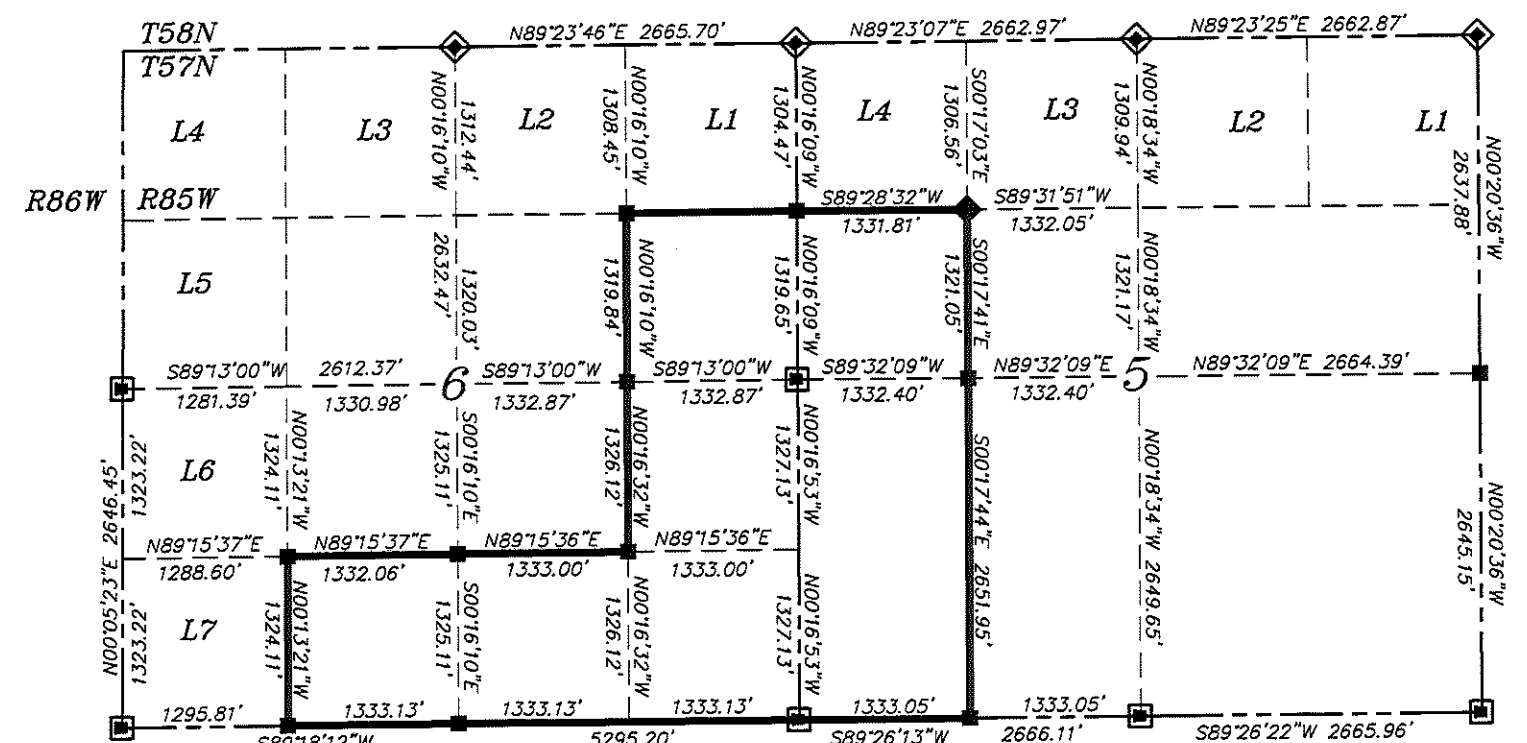 T58N
N89°23'46"E 2665.70'
N89°23'07"E 2662.97'
N89°23'25"E 2662.87'
T57N
L4
L3
N00°16'10"W
1312.44'
L2
N00°16'10"W
1308.45'
L1
N00°16'09"W
1304.47'
L4
S00°17'03"E
1306.56'
L3
N00°18'34"W
1309.94'
L2
L1
N00°20'36"W
2637.88'
R86W
R85W
S89°28'32"W
1331.81'
S89°31'51"W
1332.05'
L5
2632.47'
1320.03'
N00°16'10"W
1319.84'
N00°16'09"W
1319.65'
S00°17'41"E
1321.05'
N00°18'34"W
1321.17'
S89°13'00"W
1281.39'
2612.37'
1330.98'
6
S89°13'00"W
1332.87'
S89°13'00"W
1332.87'
S89°32'09"W
1332.40'
N89°32'09"E
1332.40'
5
N89°32'09"E 2664.39'
N00°05'23"E 2646.45'
1323.22'
L6
N00°13'21"W
1324.11'
S00°16'10"E
1325.11'
N00°16'32"W
1326.12'
N00°16'53"W
1327.13'
S00°17'44"E 2651.95'
N00°18'34"W 2649.65'
N00°20'36"W
2645.15'
N89°15'37"E
1288.60'
N89°15'37"E
1332.06'
N89°15'36"E
1333.00'
N89°15'36"E
1333.00'
1323.22'
L7
N00°13'21"W
1324.11'
S00°16'10"E
1325.11'
N00°16'32"W
1326.12'
N00°16'53"W
1327.13'
1295.81'
1333.13'
1333.13'
1333.13'
1333.05'
1333.05'
S89°18'12"W
5295.20'
S89°26'13"W
2666.11'
S89°26'22"W 2665.96'